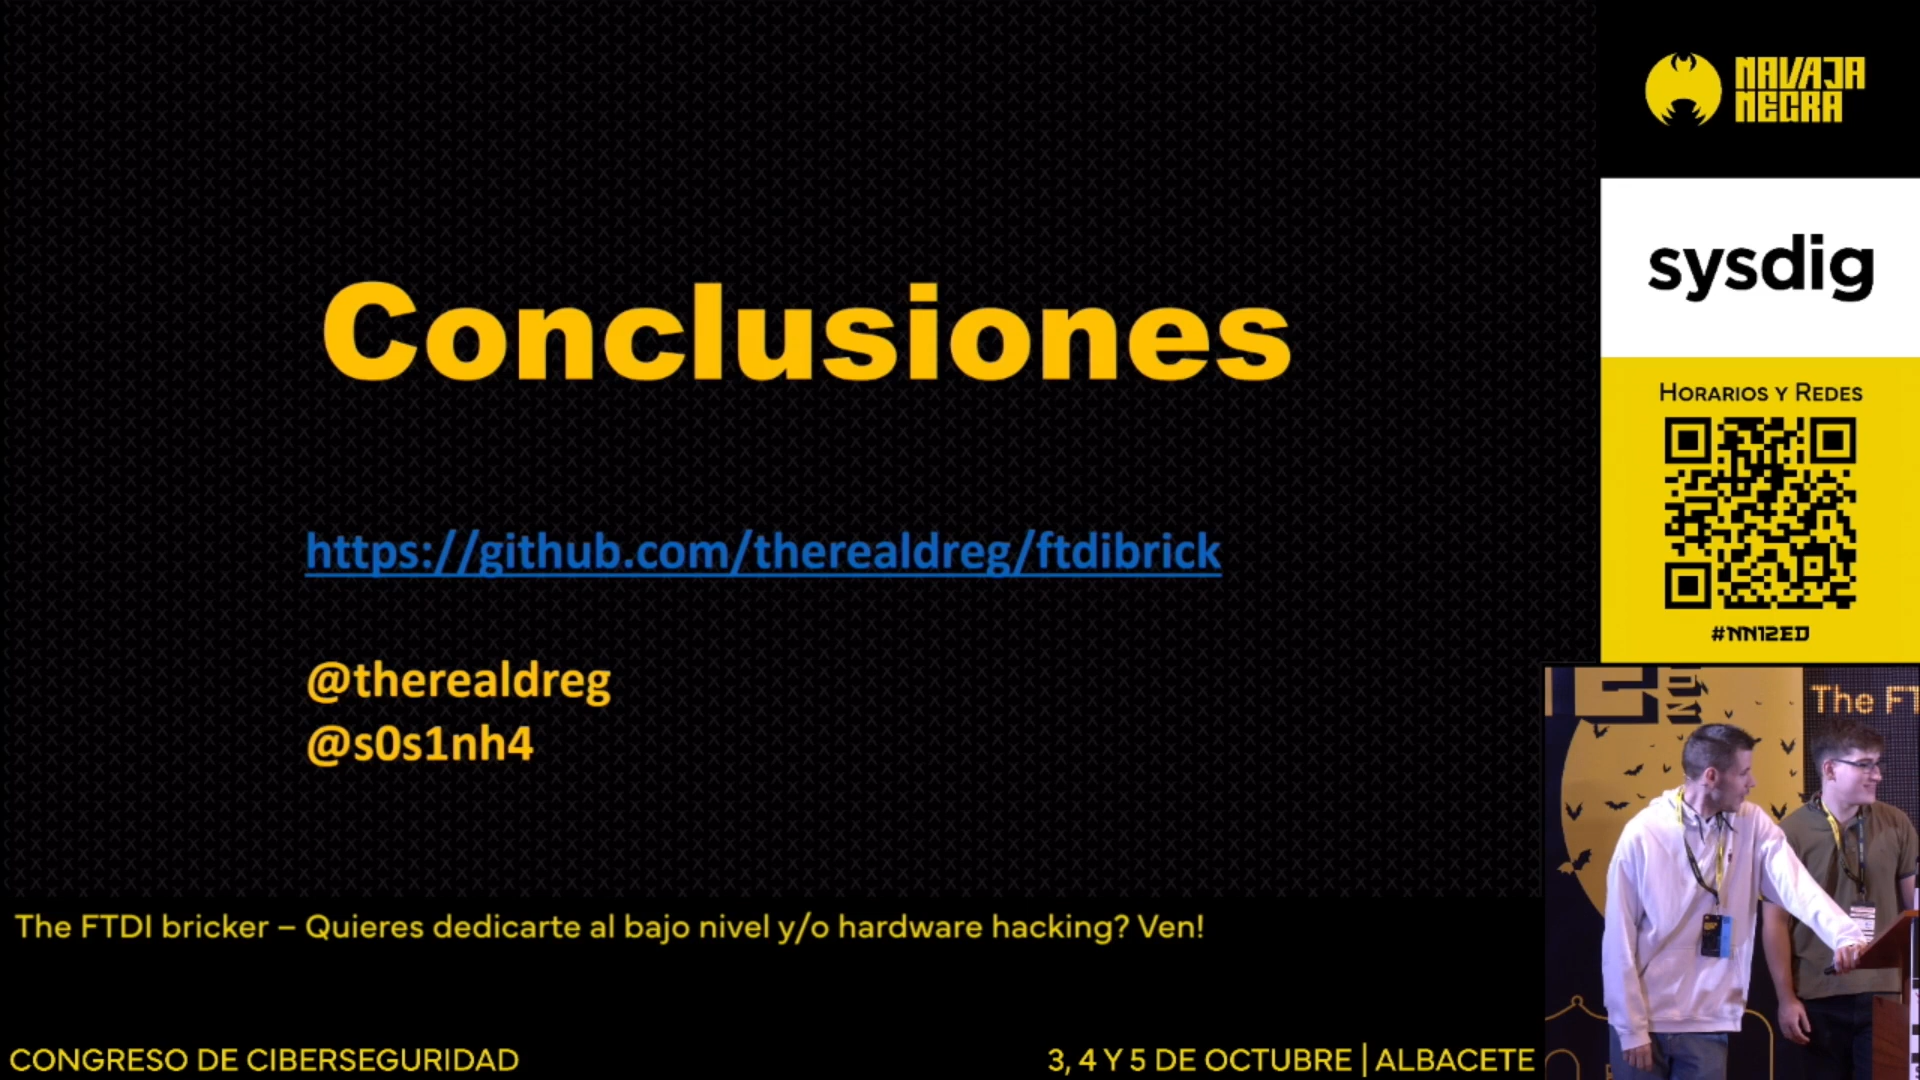 Conclusiones
https://github.com/therealdreg/ftdibrick
@therealdreg
@s0s1nh4
NAVAJA
NEGRA
sysdig
HORARIOS Y REDES
#NN12ED
The FT
The FTDI bricker – Quieres dedicarte al bajo nivel y/o hardware hacking? Ven!
CONGRESO DE CIBERSEGURIDAD
3, 4 Y 5 DE OCTUBRE | ALBACETE